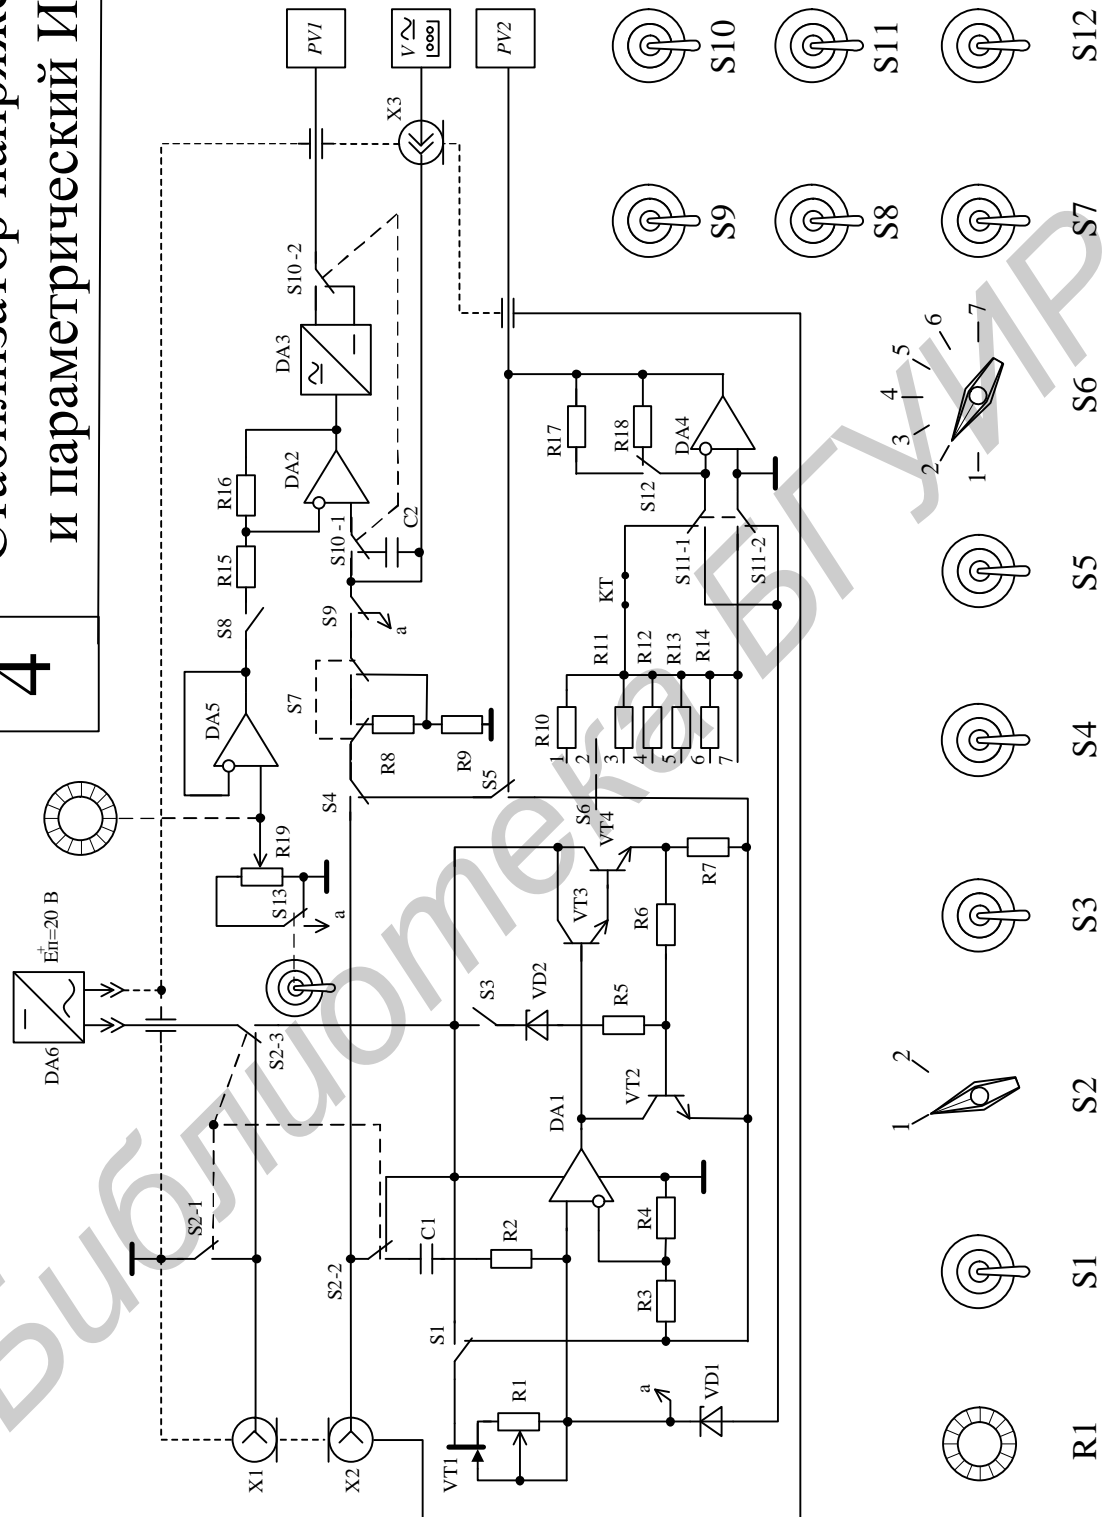 и параметрический И
4
PV1
V
PV2
X3
S10-2
DA3
R16
DA2
R15
S10-1
C2
S8
S9
a
DA5
S7
R8
R9
S4
S5
R19
S13
a
+
Eп=20 В
DA6
S2-3
S2-1
S2-2
X1
X2
S1
C1
R2
R1
VT1
a
VD1
R3
R4
DA1
VT2
R5
R6
R7
VT3
VT4
S3
VD2
S6
1
2
3
4
5
6
7
R10
R11
R12
R13
R14
KT
S11-1
S11-2
S12
R17
R18
DA4
S10
S11
S12
S9
S8
S7
1
2
3
4
5
6
7
S6
S5
S4
S3
1
2
S2
S1
R1
Библиотека БГУИР